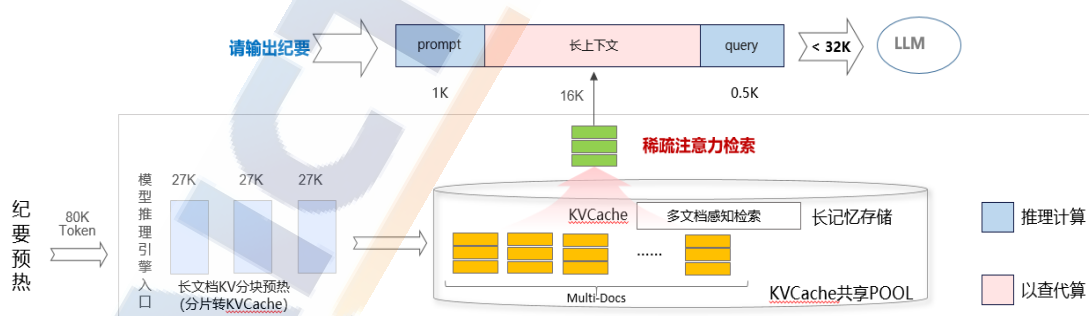 请输出纪要
prompt
长上下文
query
< 32K
LLM
1K
16K
0.5K
稀疏注意力检索
纪要预热
80K
Token
模型推理引擎入口
27K
27K
27K
长文档KV分块预热
(分片转KVCache)
KVCache
多文档感知检索
长记忆存储
......
Multi-Docs
KVCache共享POOL
推理计算
以查代算